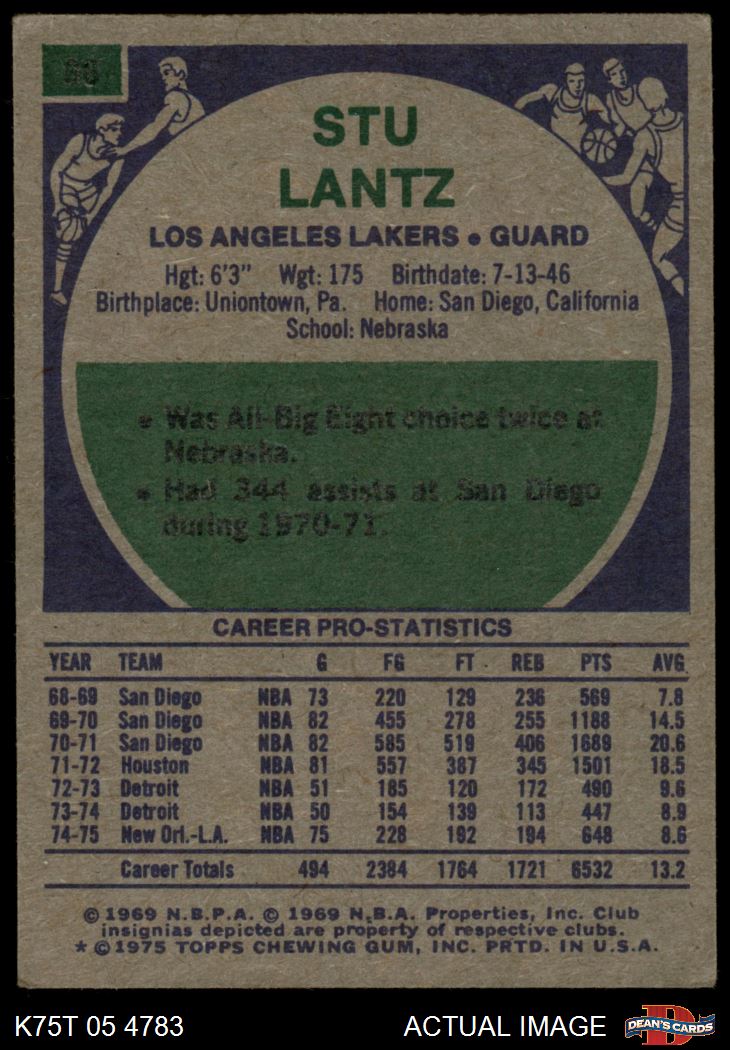 STU
LANTZ
LOS ANGELES LAKERS • GUARD
Hgt: 6'3" Wgt: 175 Birthdate: 7-13-46
Birthplace: Uniontown, Pa. Home: San Diego, California
School: Nebraska
• Was All-Big Eight choice twice at
Nebraska.
• Had 344 assists at San Diego
during 1970-71.
CAREER PRO-STATISTICS
YEAR TEAM G FG FT REB PTS AVG.
68-69 San Diego NBA 73 220 129 236 569 7.8
69-70 San Diego NBA 82 455 278 255 1188 14.5
70-71 San Diego NBA 82 585 519 406 1689 20.6
71-72 Houston NBA 81 557 387 345 1501 18.5
72-73 Detroit NBA 51 185 120 172 490 9.6
73-74 Detroit NBA 50 154 139 113 447 8.9
74-75 New Orl.-L.A. NBA 75 228 192 194 648 8.6
Career Totals 494 2384 1764 1721 6532 13.2
© 1969 N.B.P.A. © 1969 N.B.A. Properties, Inc. Club
insignias depicted are property of respective clubs.
* © 1975 TOPPS CHEWING GUM, INC. PRTD. IN U.S.A.
K75T 05 4783 ACTUAL IMAGE DEAN'S CARDS